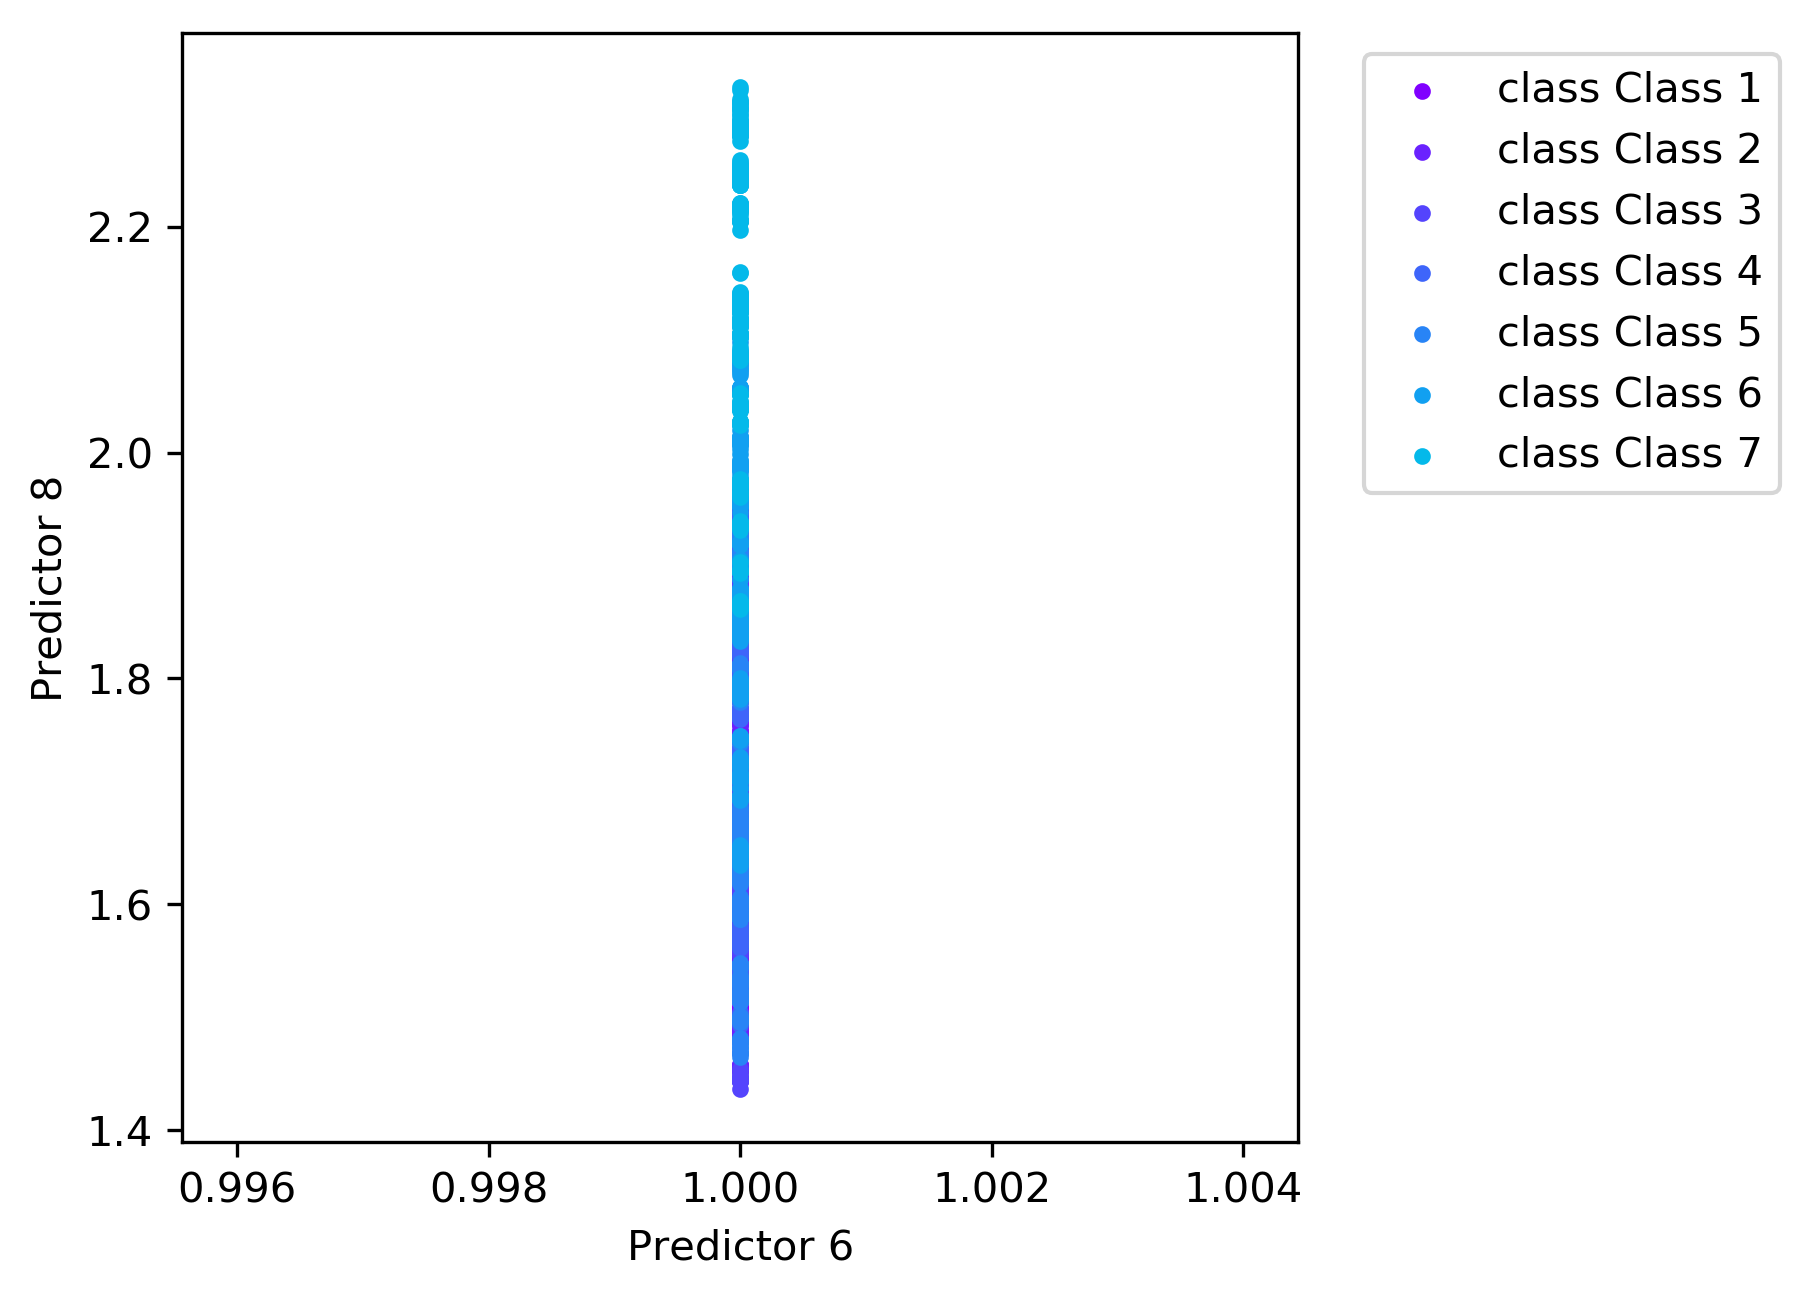 class Class 1
class Class 2
class Class 3
class Class 4
class Class 5
class Class 6
class Class 7
2.2
2.0
1.8
1.6
1.4
Predictor 8
0.996 0.998 1.000 1.002 1.004
Predictor 6